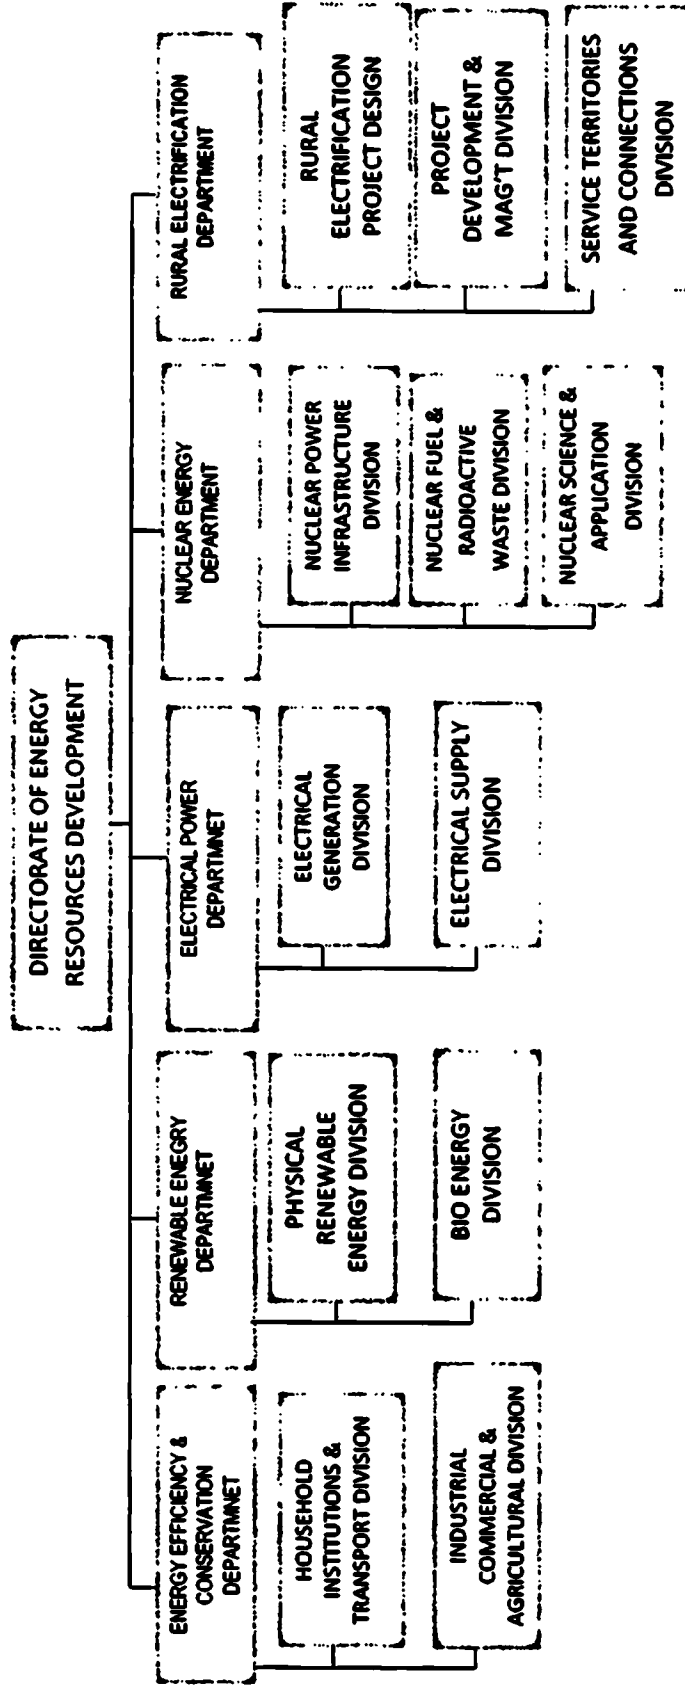 DIRECTORATE OF ENERGY
RESOURCES DEVELOPMENT
ENERGY EFFICIENCY &
CONSERVATION
DEPARTMNET
HOUSEHOLD
INSTITUTIONS &
TRANSPORT DIVISION
INDUSTRIAL
COMMERCIAL &
AGRICULTURAL DIVISION
RENEWABLE ENEGRY
DEPARTMNET
PHYSICAL
RENEWABLE
ENERGY DIVISION
BIO ENERGY
DIVISION
ELECTRICAL POWER
DEPARTMNET
ELECTRICAL
GENERATION
DIVISION
ELECTRICAL SUPPLY
DIVISION
NUCLEAR ENERGY
DEPARTMENT
NUCLEAR POWER
INFRASTRUCTURE
DIVISION
NUCLEAR FUEL &
RADIOACTIVE
WASTE DIVISION
NUCLEAR SCIENCE &
APPLICATION
DIVISION
RURAL ELECTRIFICATION
DEPARTMENT
RURAL
ELECTRIFICATION
PROJECT DESIGN
PROJECT
DEVELOPMENT &
MAG'T DIVISION
SERVICE TERRITORIES
AND CONNECTIONS
DIVISION